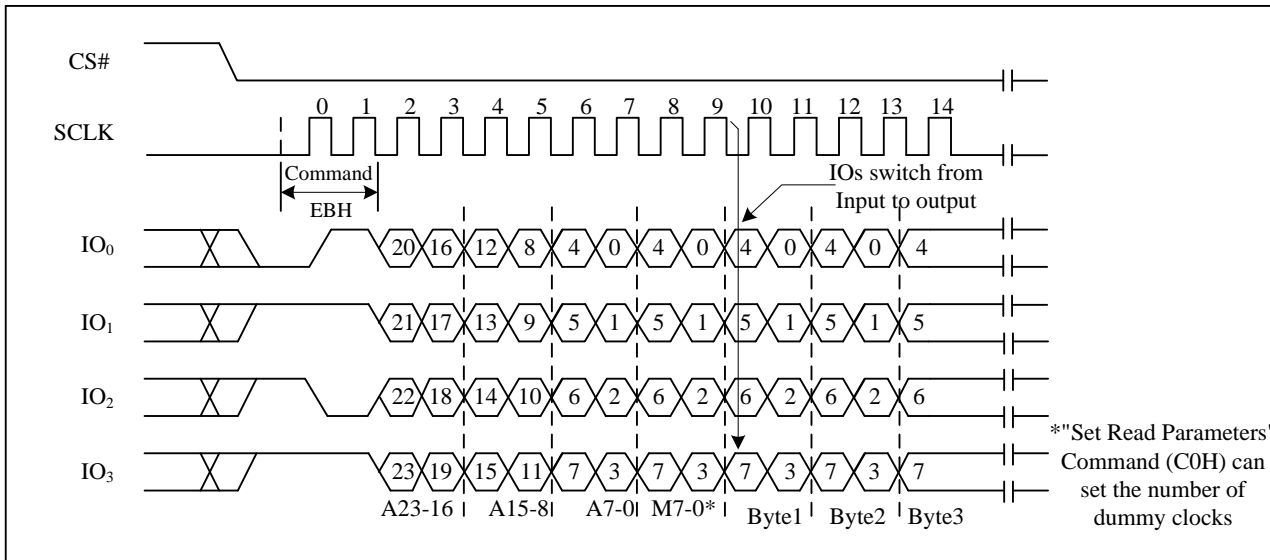 CS#
0 1 2 3 4 5 6 7 8 9 10 11 12 13 14
SCLK
Command
EBH
IOs switch from
Input to output
IO0 20 16 12 8 4 0 4 0 4 0 4 0 4
IO1 21 17 13 9 5 1 5 1 5 1 5 1 5
IO2 22 18 14 10 6 2 6 2 6 2 6 2 6
IO3 23 19 15 11 7 3 7 3 7 3 7 3 7
A23-16 A15-8 A7-0 M7-0* Byte1 Byte2 Byte3
*"Set Read Parameters"
Command (C0H) can
set the number of
dummy clocks